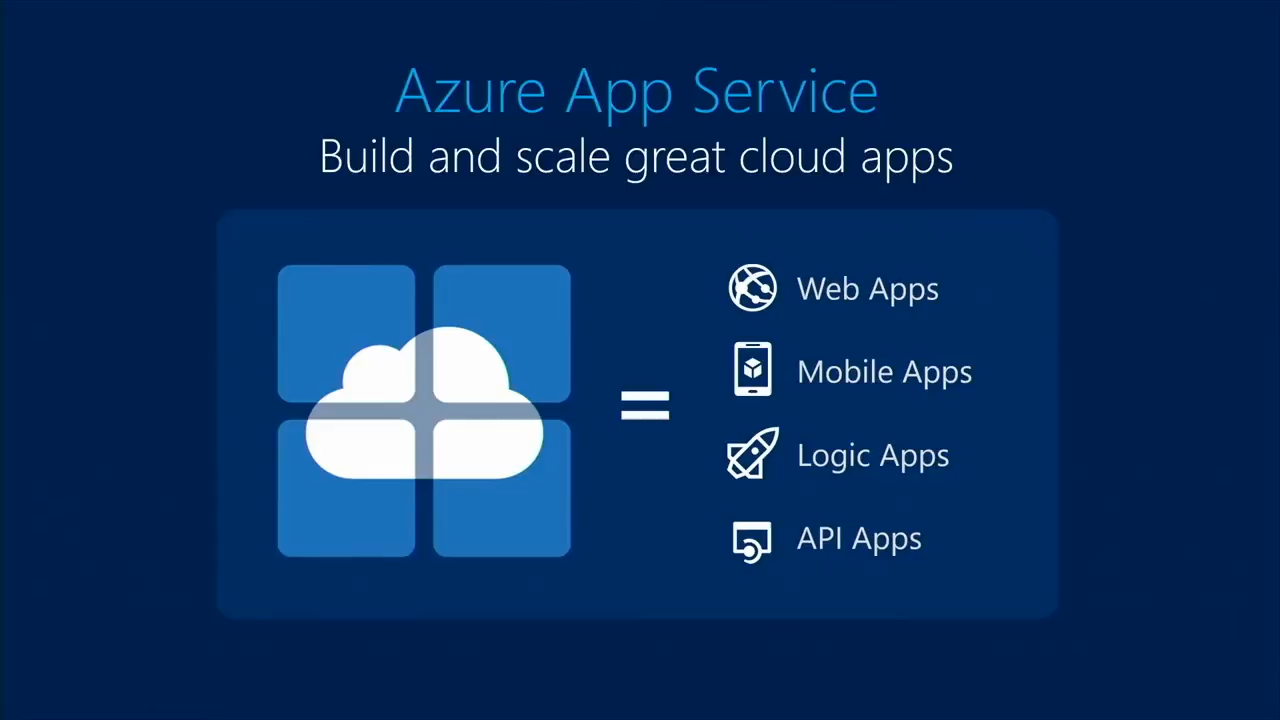 Azure App Service
Build and scale great cloud apps
=
Web Apps
Mobile Apps
Logic Apps
API Apps